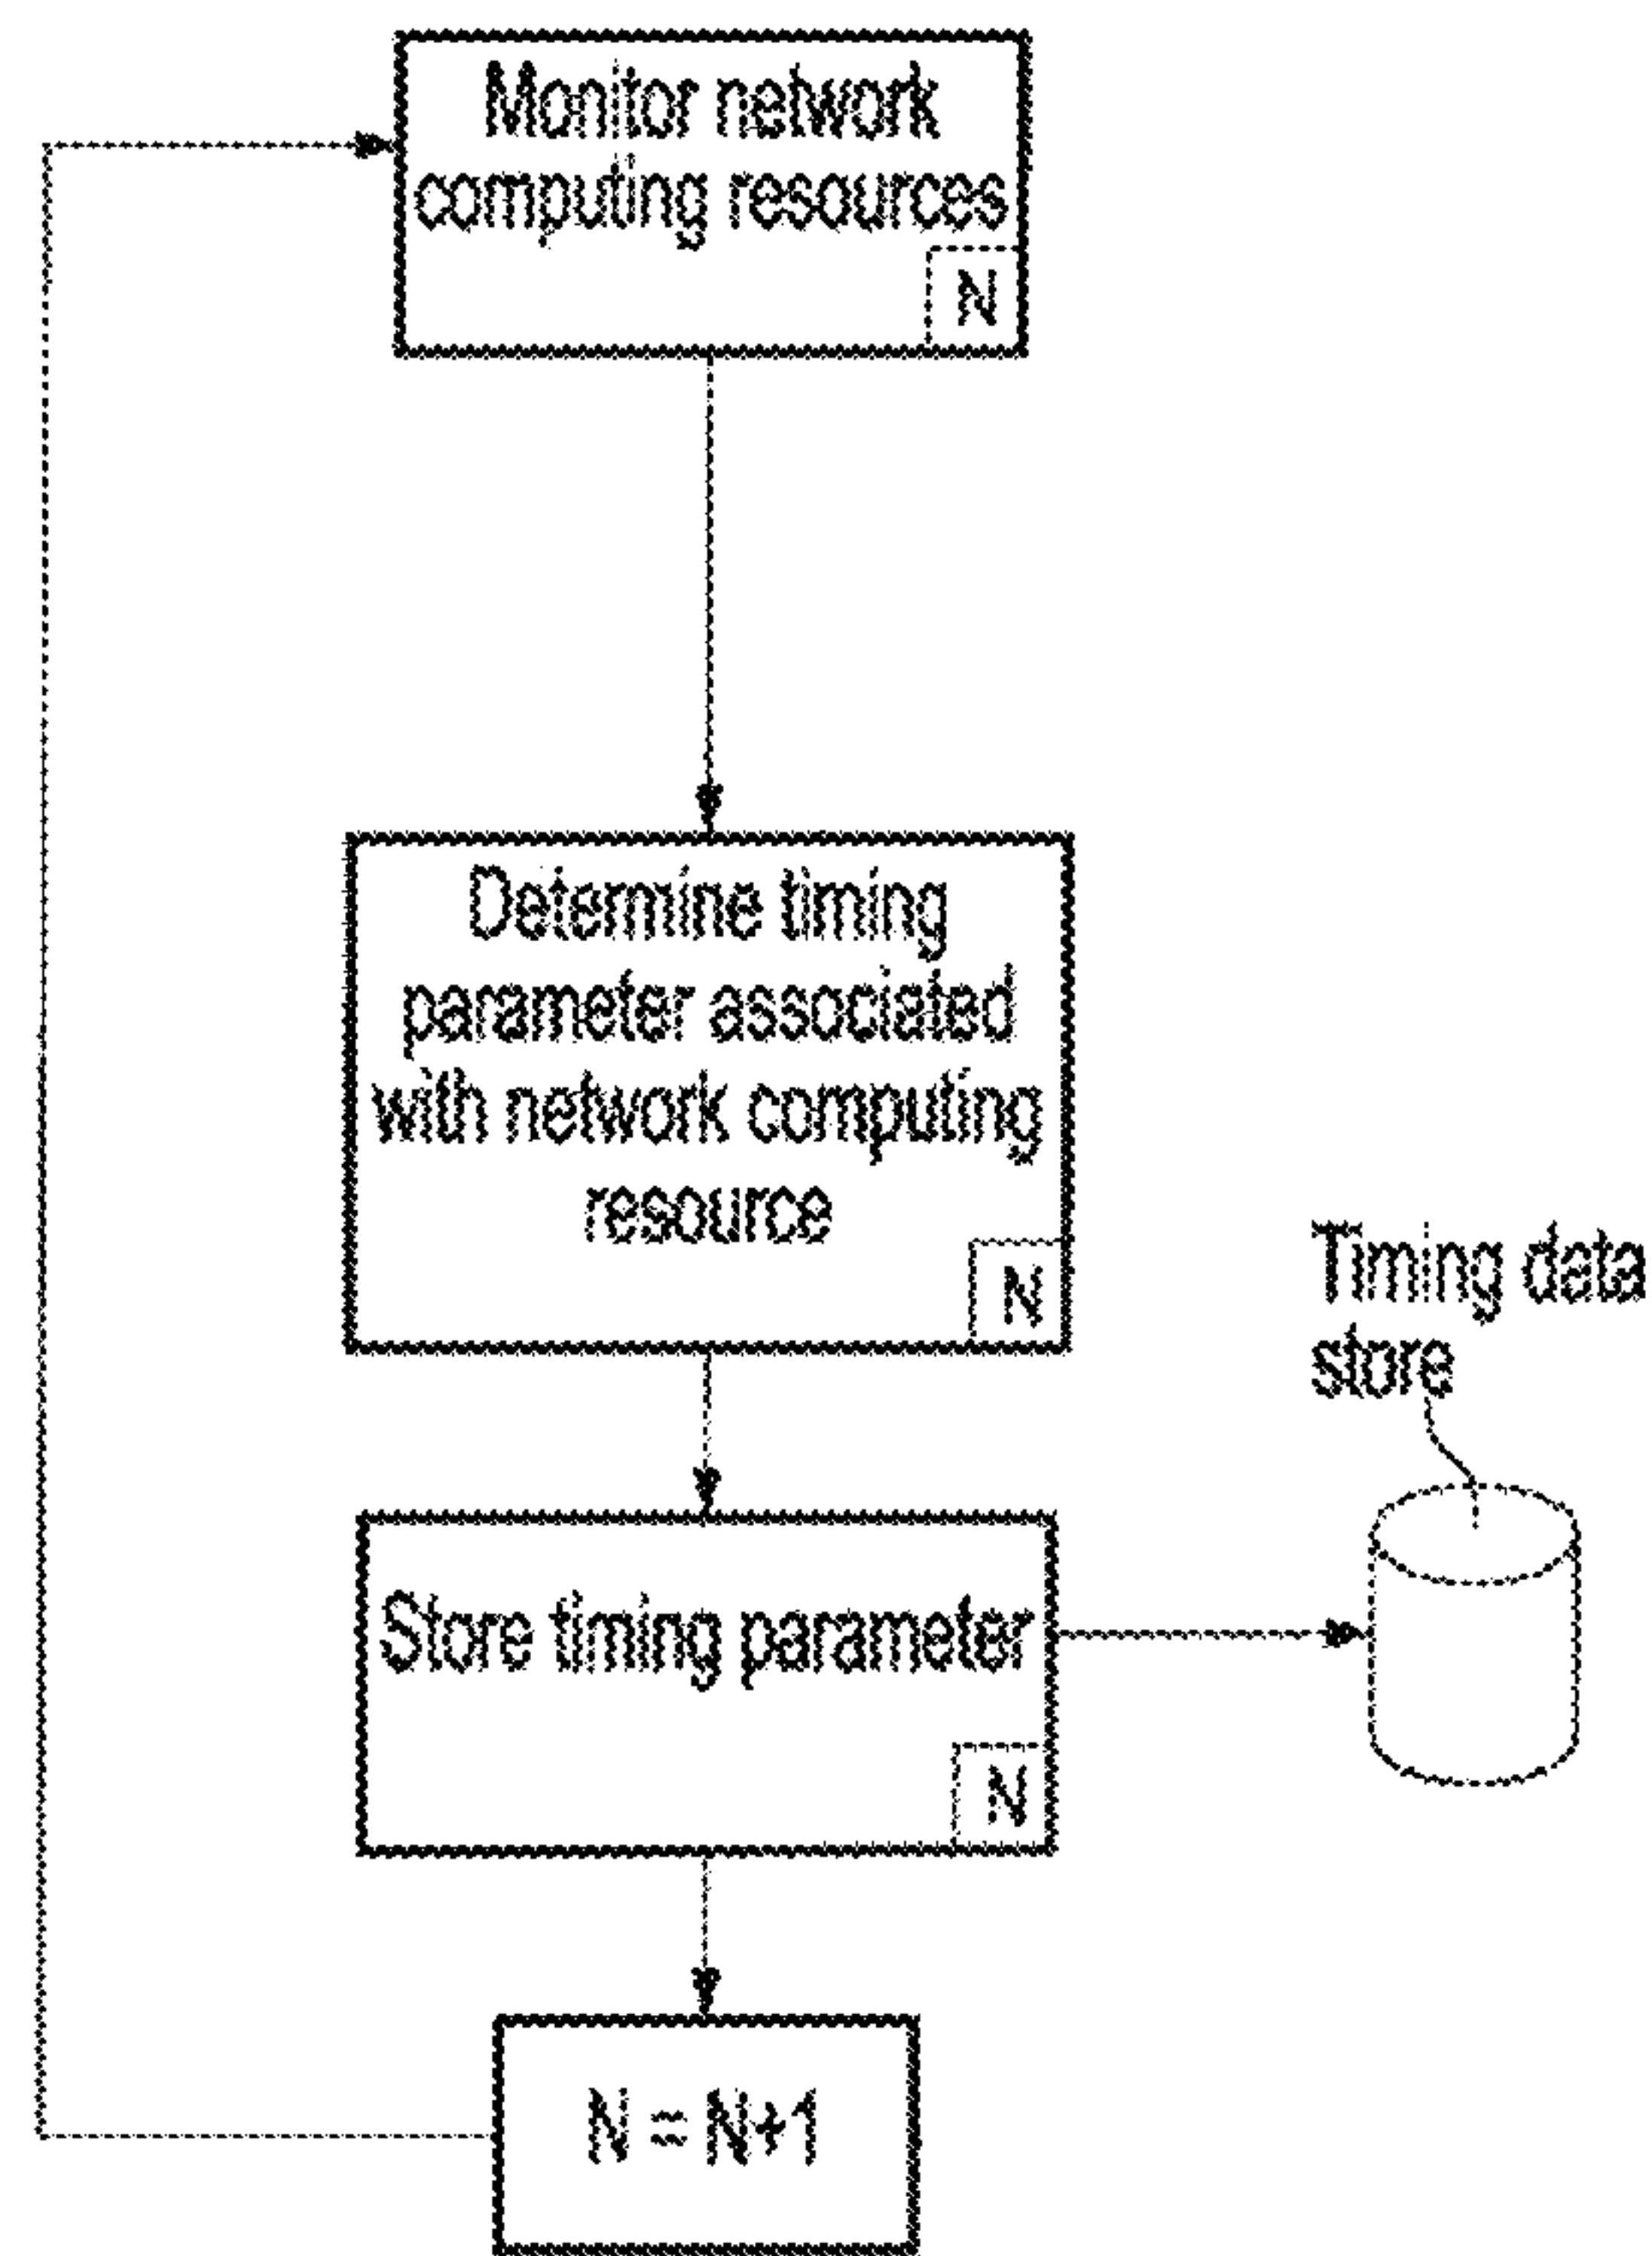 Monitor network
computing resources
N
Determine timing
parameter associated
with network computing
resource
N
Timing data
store
Store timing parameter
N
N = N+1